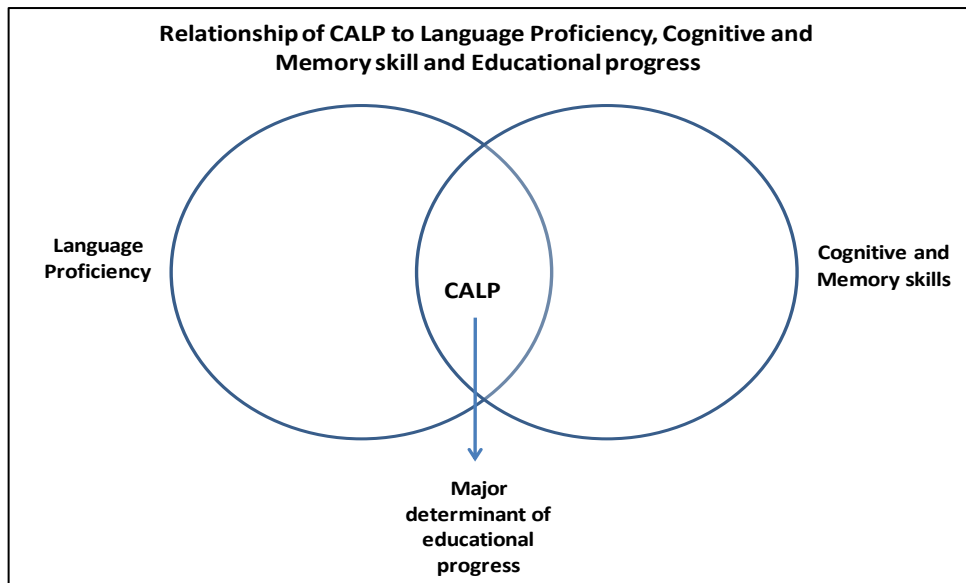 Relationship of CALP to Language Proficiency, Cognitive and
Memory skill and Educational progress
Language
Proficiency
CALP
Cognitive and
Memory skills
Major
determinant of
educational
progress